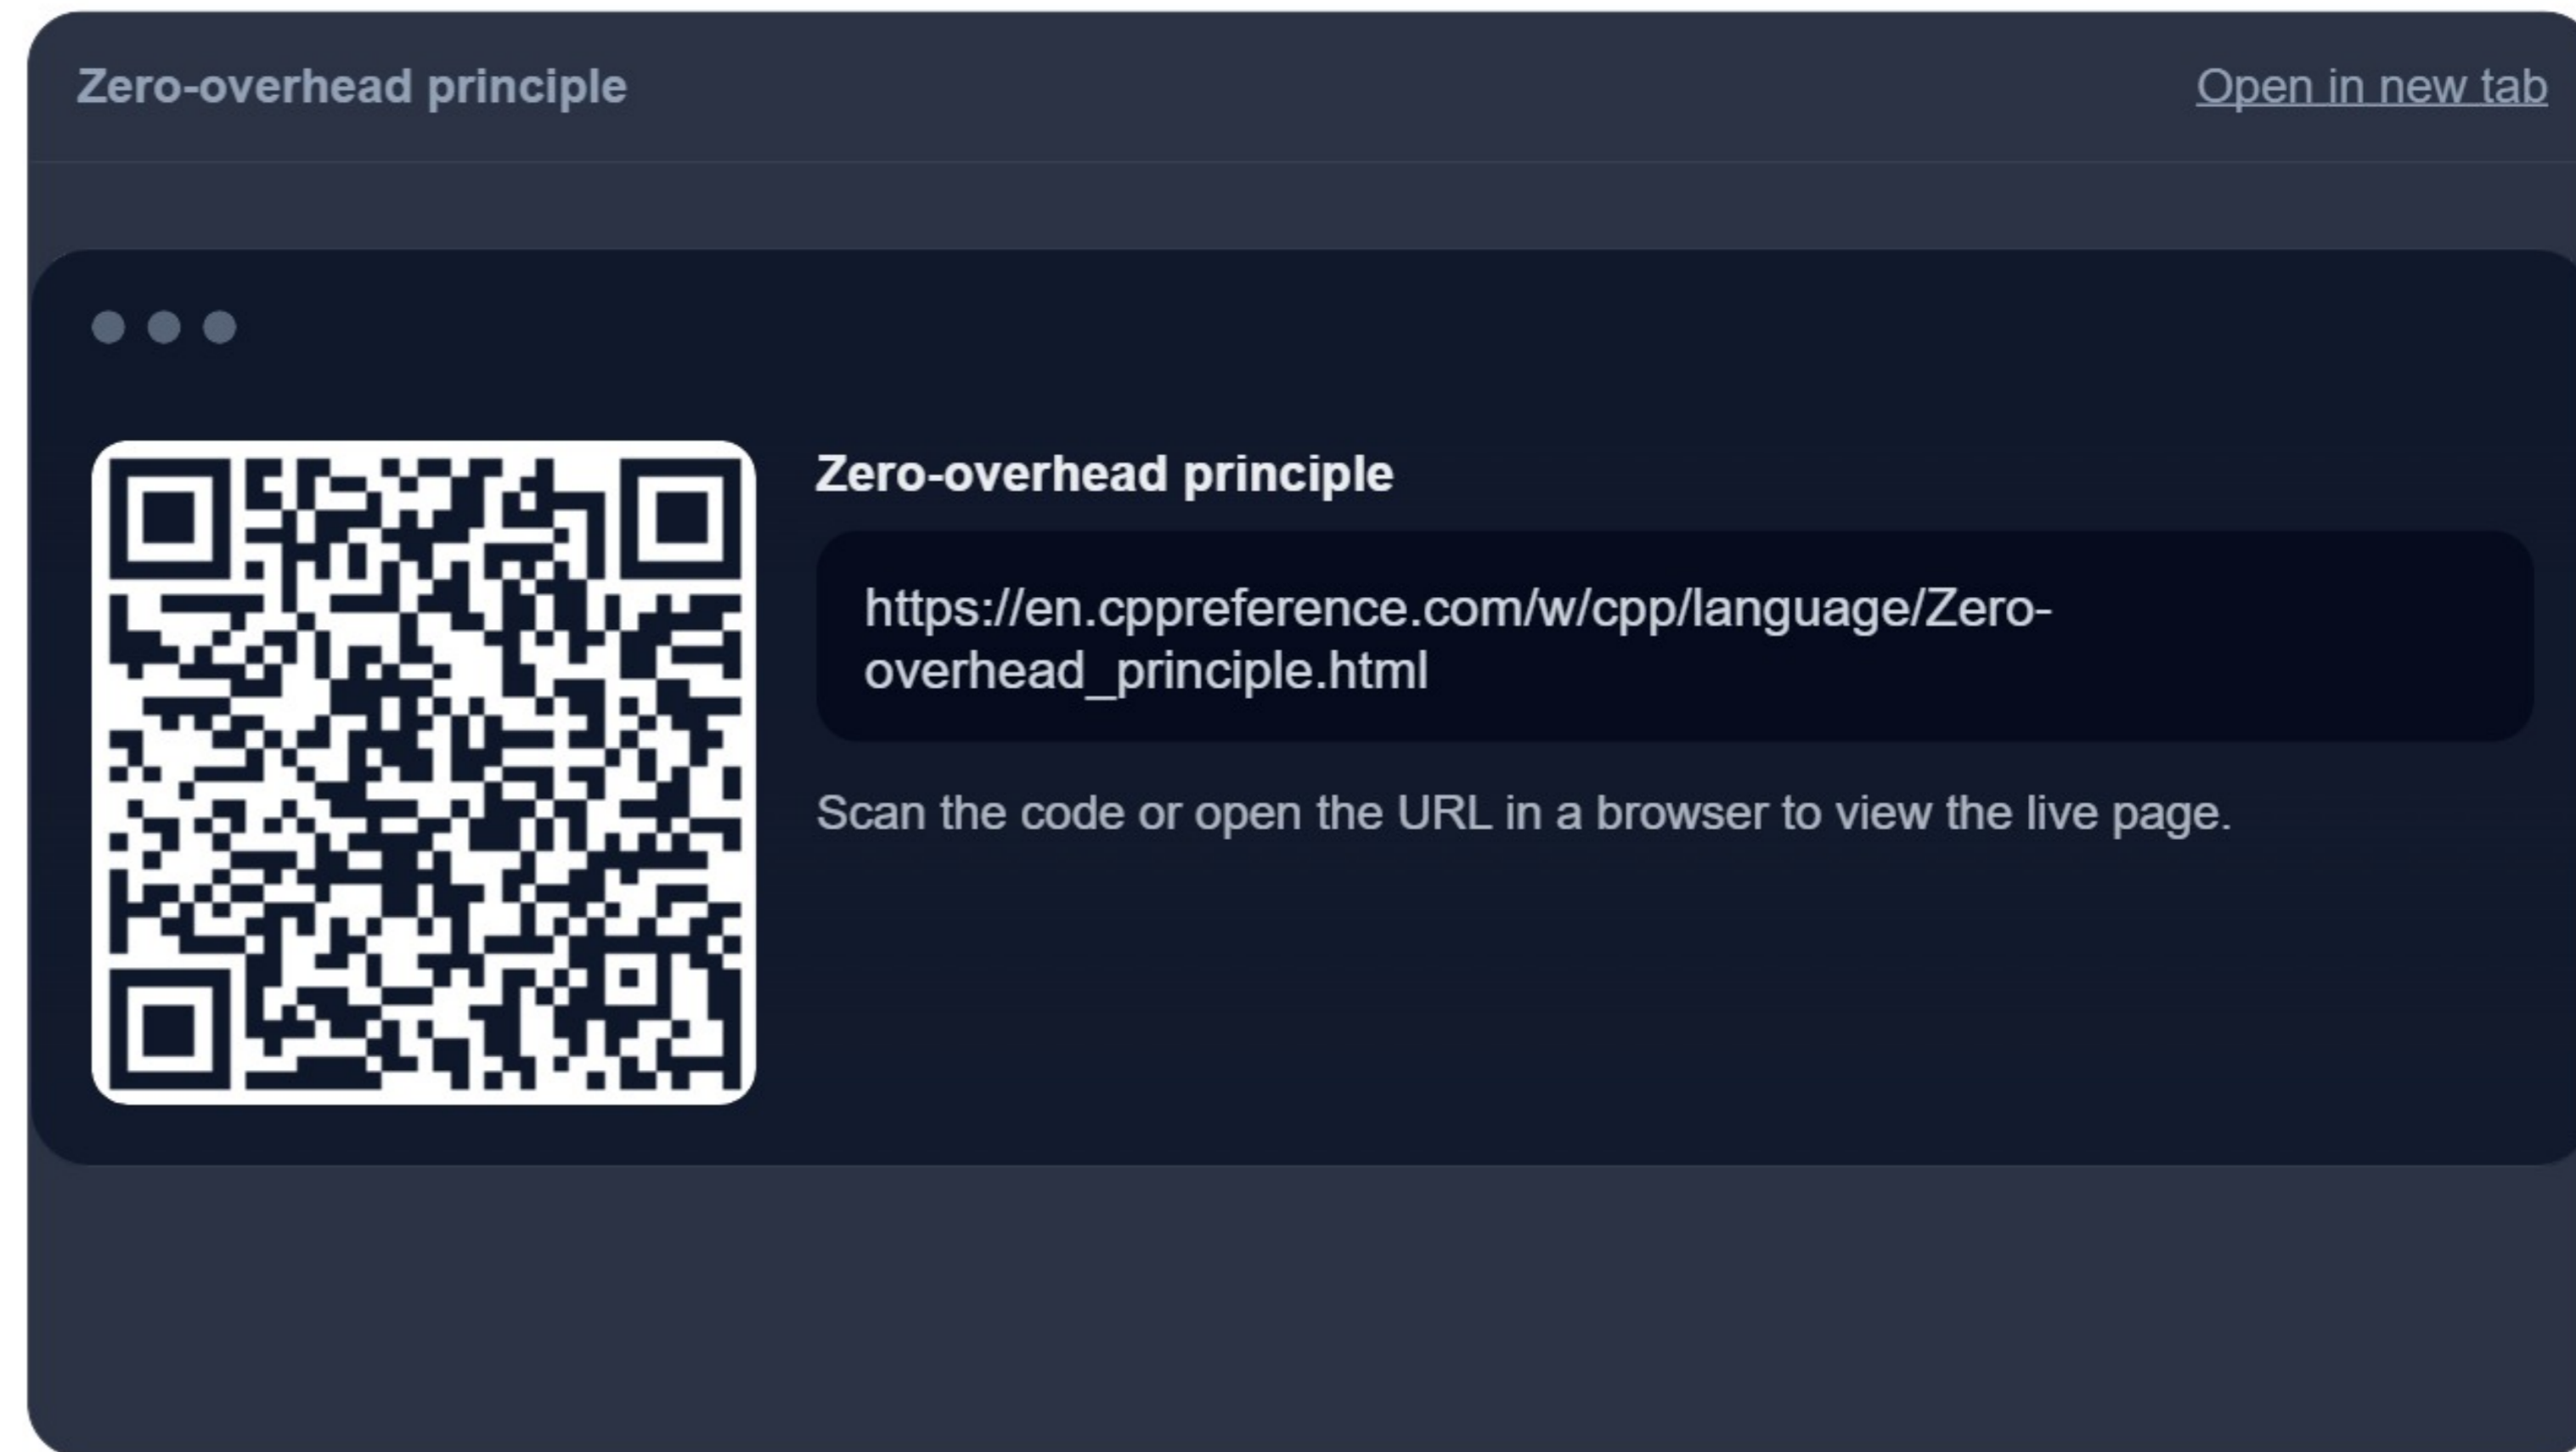 Zero-overhead principle
Open in new tab
Zero-overhead principle
https://en.cppreference.com/w/cpp/language/Zero-
overhead_principle.html
Scan the code or open the URL in a browser to view the live page.